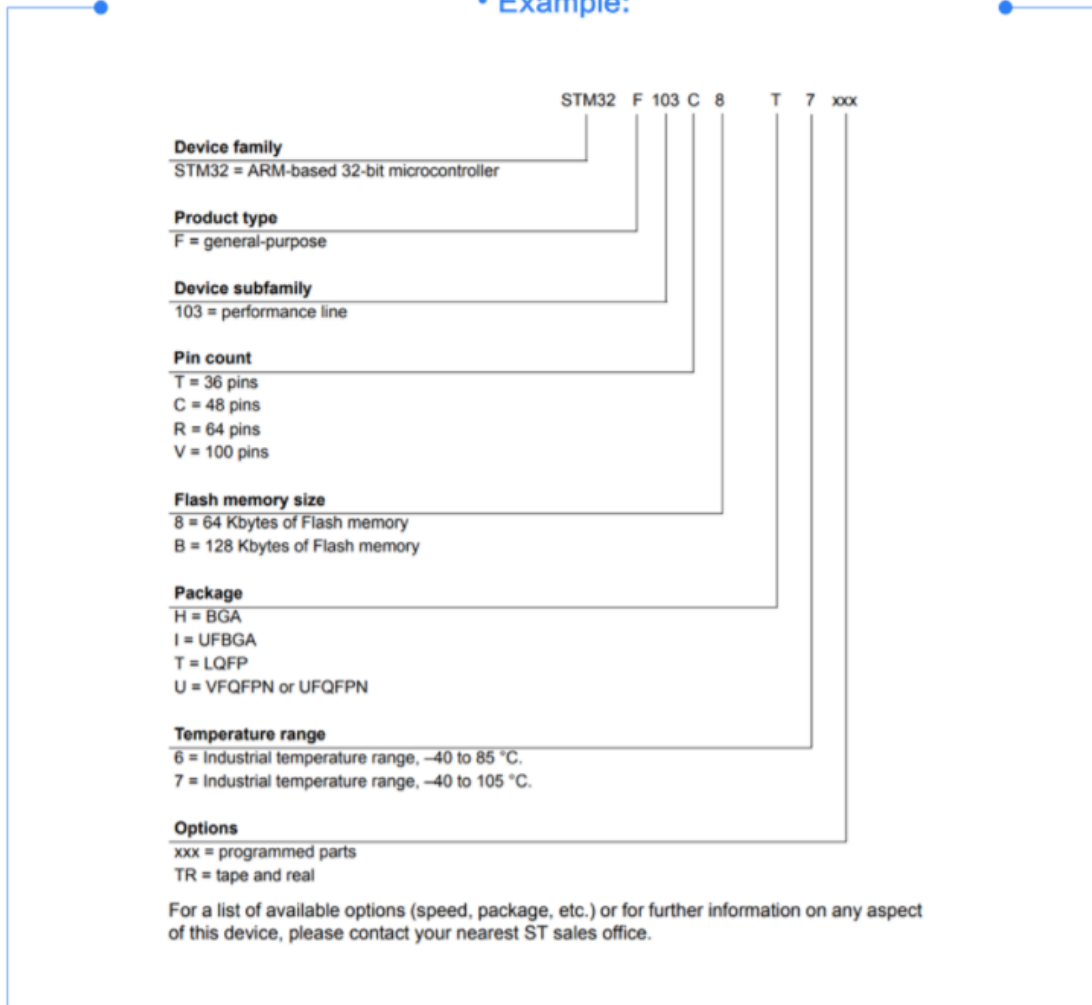 • Example:
STM32 F 103 C 8 T 7 xxx
Device family
STM32 = ARM-based 32-bit microcontroller
Product type
F = general-purpose
Device subfamily
103 = performance line
Pin count
T = 36 pins
C = 48 pins
R = 64 pins
V = 100 pins
Flash memory size
8 = 64 Kbytes of Flash memory
B = 128 Kbytes of Flash memory
Package
H = BGA
I = UFBGA
T = LQFP
U = VFQFPN or UFQFPN
Temperature range
6 = Industrial temperature range, –40 to 85 °C.
7 = Industrial temperature range, –40 to 105 °C.
Options
xxx = programmed parts
TR = tape and real
For a list of available options (speed, package, etc.) or for further information on any aspect
of this device, please contact your nearest ST sales office.